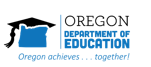 OREGON
DEPARTMENT OF
EDUCATION
Oregon achieves . . . together!